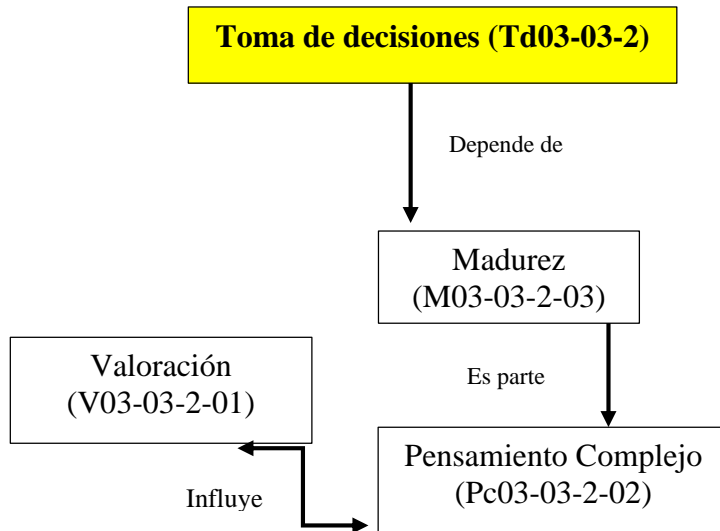 Toma de decisiones (Td03-03-2)
Depende de
Madurez
(M03-03-2-03)
Es parte
Valoración
(V03-03-2-01)
Pensamiento Complejo
(Pc03-03-2-02)
Influye